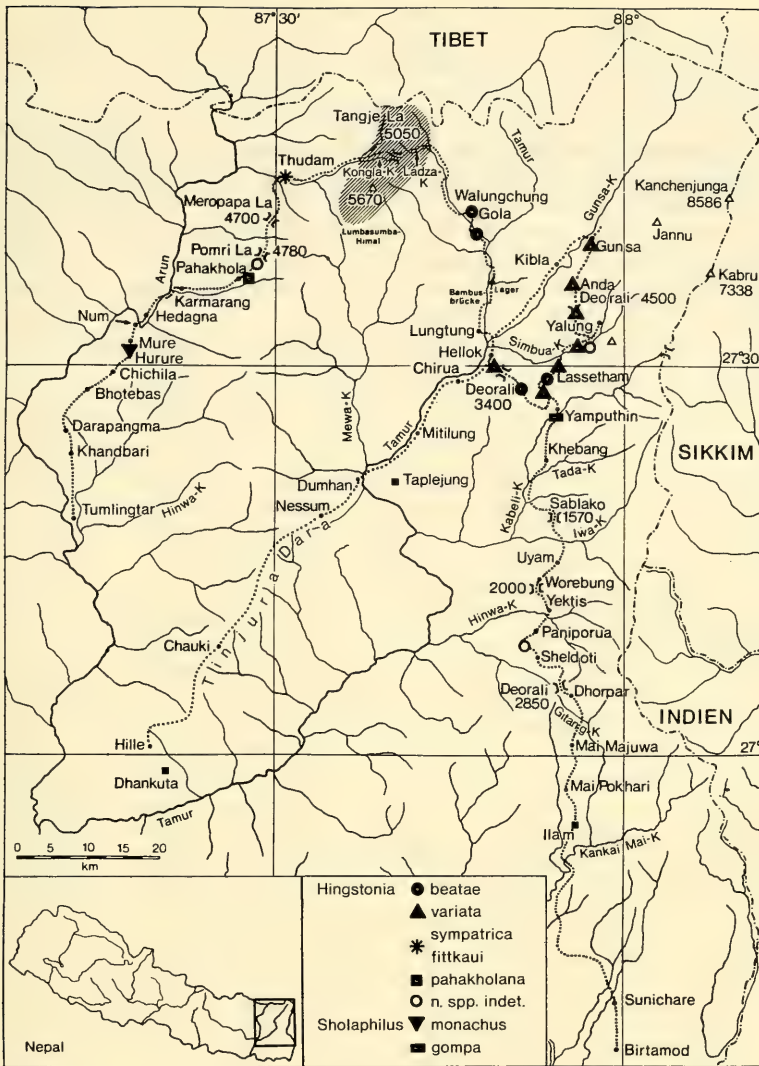 87°30'
88°
TIBET
Tangje La
5050
Tamur
Thudam
Kongla-K
Ladza-K
5670
Lumbasumba-
Himal
Walungchung
Gola
Gunsa-K
Kanchenjunga
8586
Jannu
Meropapa La
4700
Pomri La
4780
Pahakhola
Arun
Karmarang
Hedagna
Num
Kibla
Gunsa
Kabru
7338
Anda
Deorali 4500
Bambus-
brücke
Lager
Yalung
Lungtung
Simbua-K
Mure
Hurure
Chichila
Bhotebas
Hellok
Chirua
27°30
Lassetham
Deorali
3400
Yamputhin
Darapangma
Khandbari
Mewa-K
Tamur
Mitilung
Khebang
SIKKIM
Tumlingtar
Hinwa-K
Dumhan
Taplejung
Nessum
Kabeli-K
Tada-K
Sablako
1570
Iwa-K
Tinjura Dara
Uyam
Worebung
2000
Yektis
Hinwa-K
Paniporua
Chauki
Sheldoti
Deorali
2850
Dhorpar
Gitang-K
INDIEN
Hille
27°
Mai Majuwa
Dhankuta
Mai Pokhari
Tamur
Ilam
0 10 20
km
Kankai Mai-K
Hingstonia beatae
variata
sympatrica
fittkaui
pahakholana
n. spp. indet.
Sholaphilus monachus
gompa
Nepal
Sunichare
Birtamod